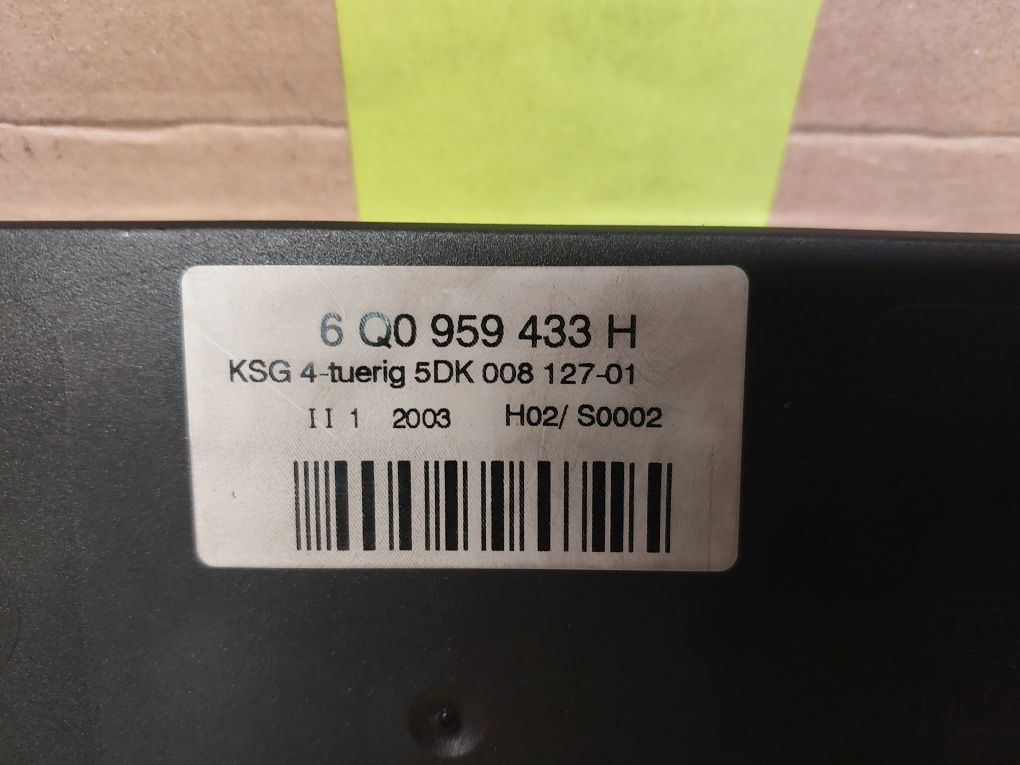 6 Q0 959 433 H
KSG 4-tuerig 5DK 008 127-01
II 1 2003 H02/ S0002